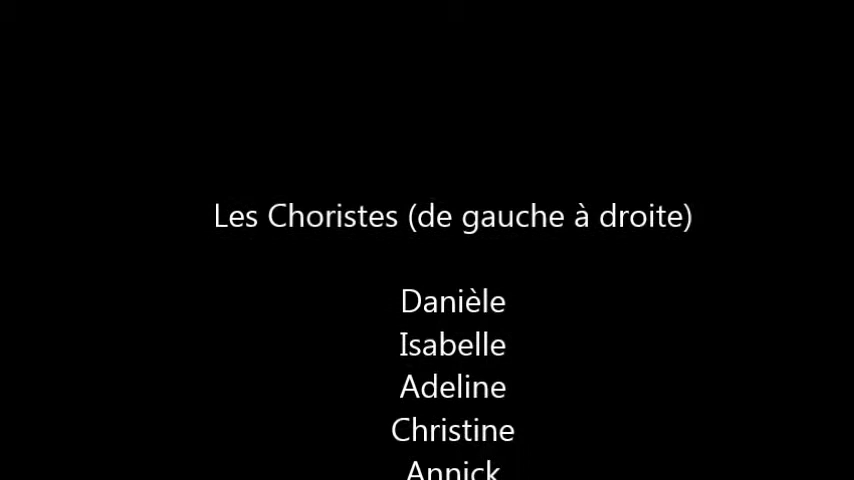 Les Choristes (de gauche à droite)
Danièle
Isabelle
Adeline
Christine
Annick